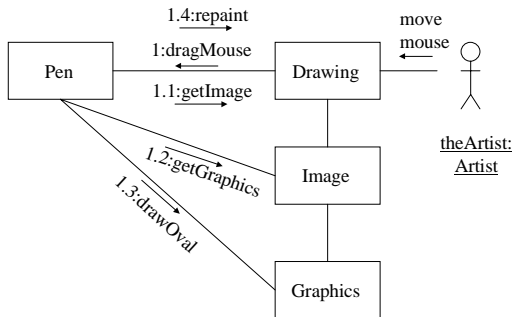 1.4:repaint
move
mouse
1:dragMouse
Pen
Drawing
1.1:getImage
1.2:getGraphics
theArtist:
Artist
Image
1.3:drawOval
Graphics